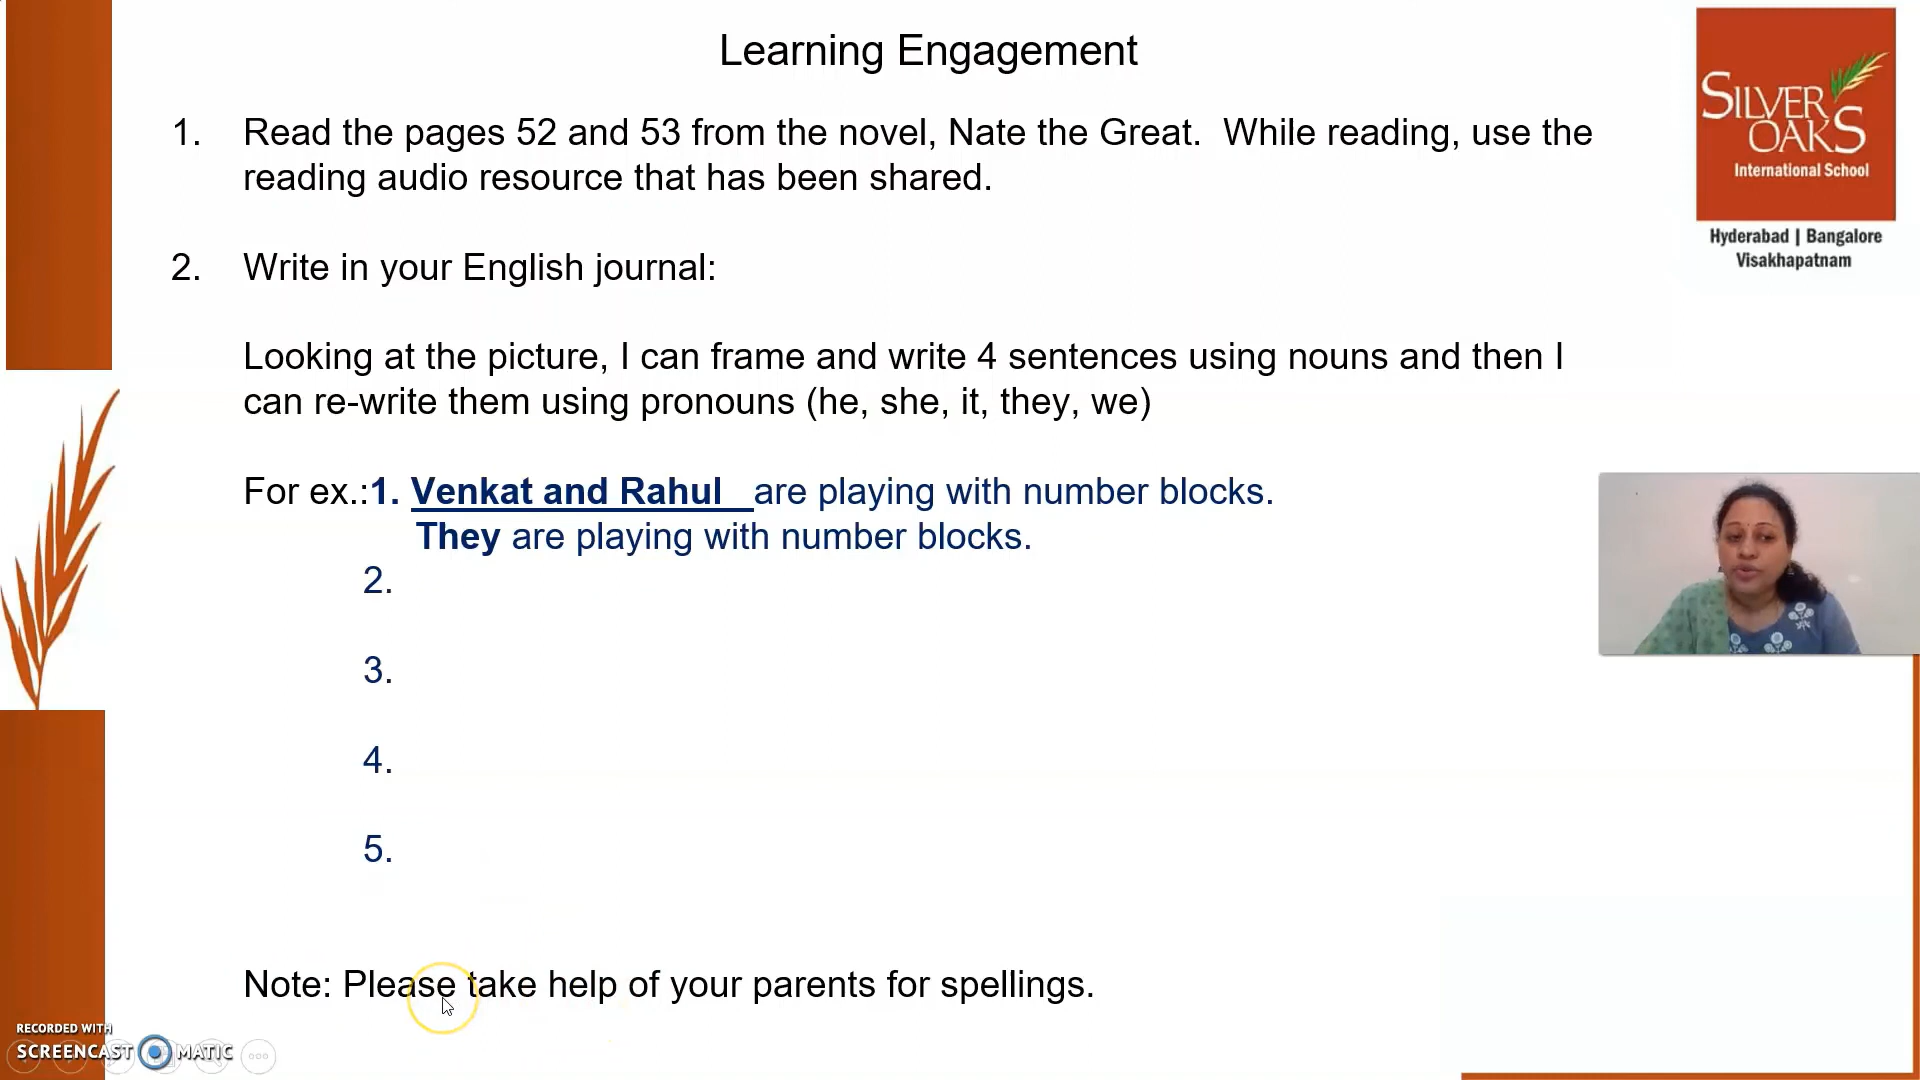 Learning Engagement
1. Read the pages 52 and 53 from the novel, Nate the Great. While reading, use the
reading audio resource that has been shared.
2. Write in your English journal:
Looking at the picture, I can frame and write 4 sentences using nouns and then I
can re-write them using pronouns (he, she, it, they, we)
For ex.:1. Venkat and Rahul are playing with number blocks.
They are playing with number blocks.
2.
3.
4.
5.
Note: Please take help of your parents for spellings.
SILVER
OAKS
International School
Hyderabad | Bangalore
Visakhapatnam
RECORDED WITH
SCREENCAST MATIC